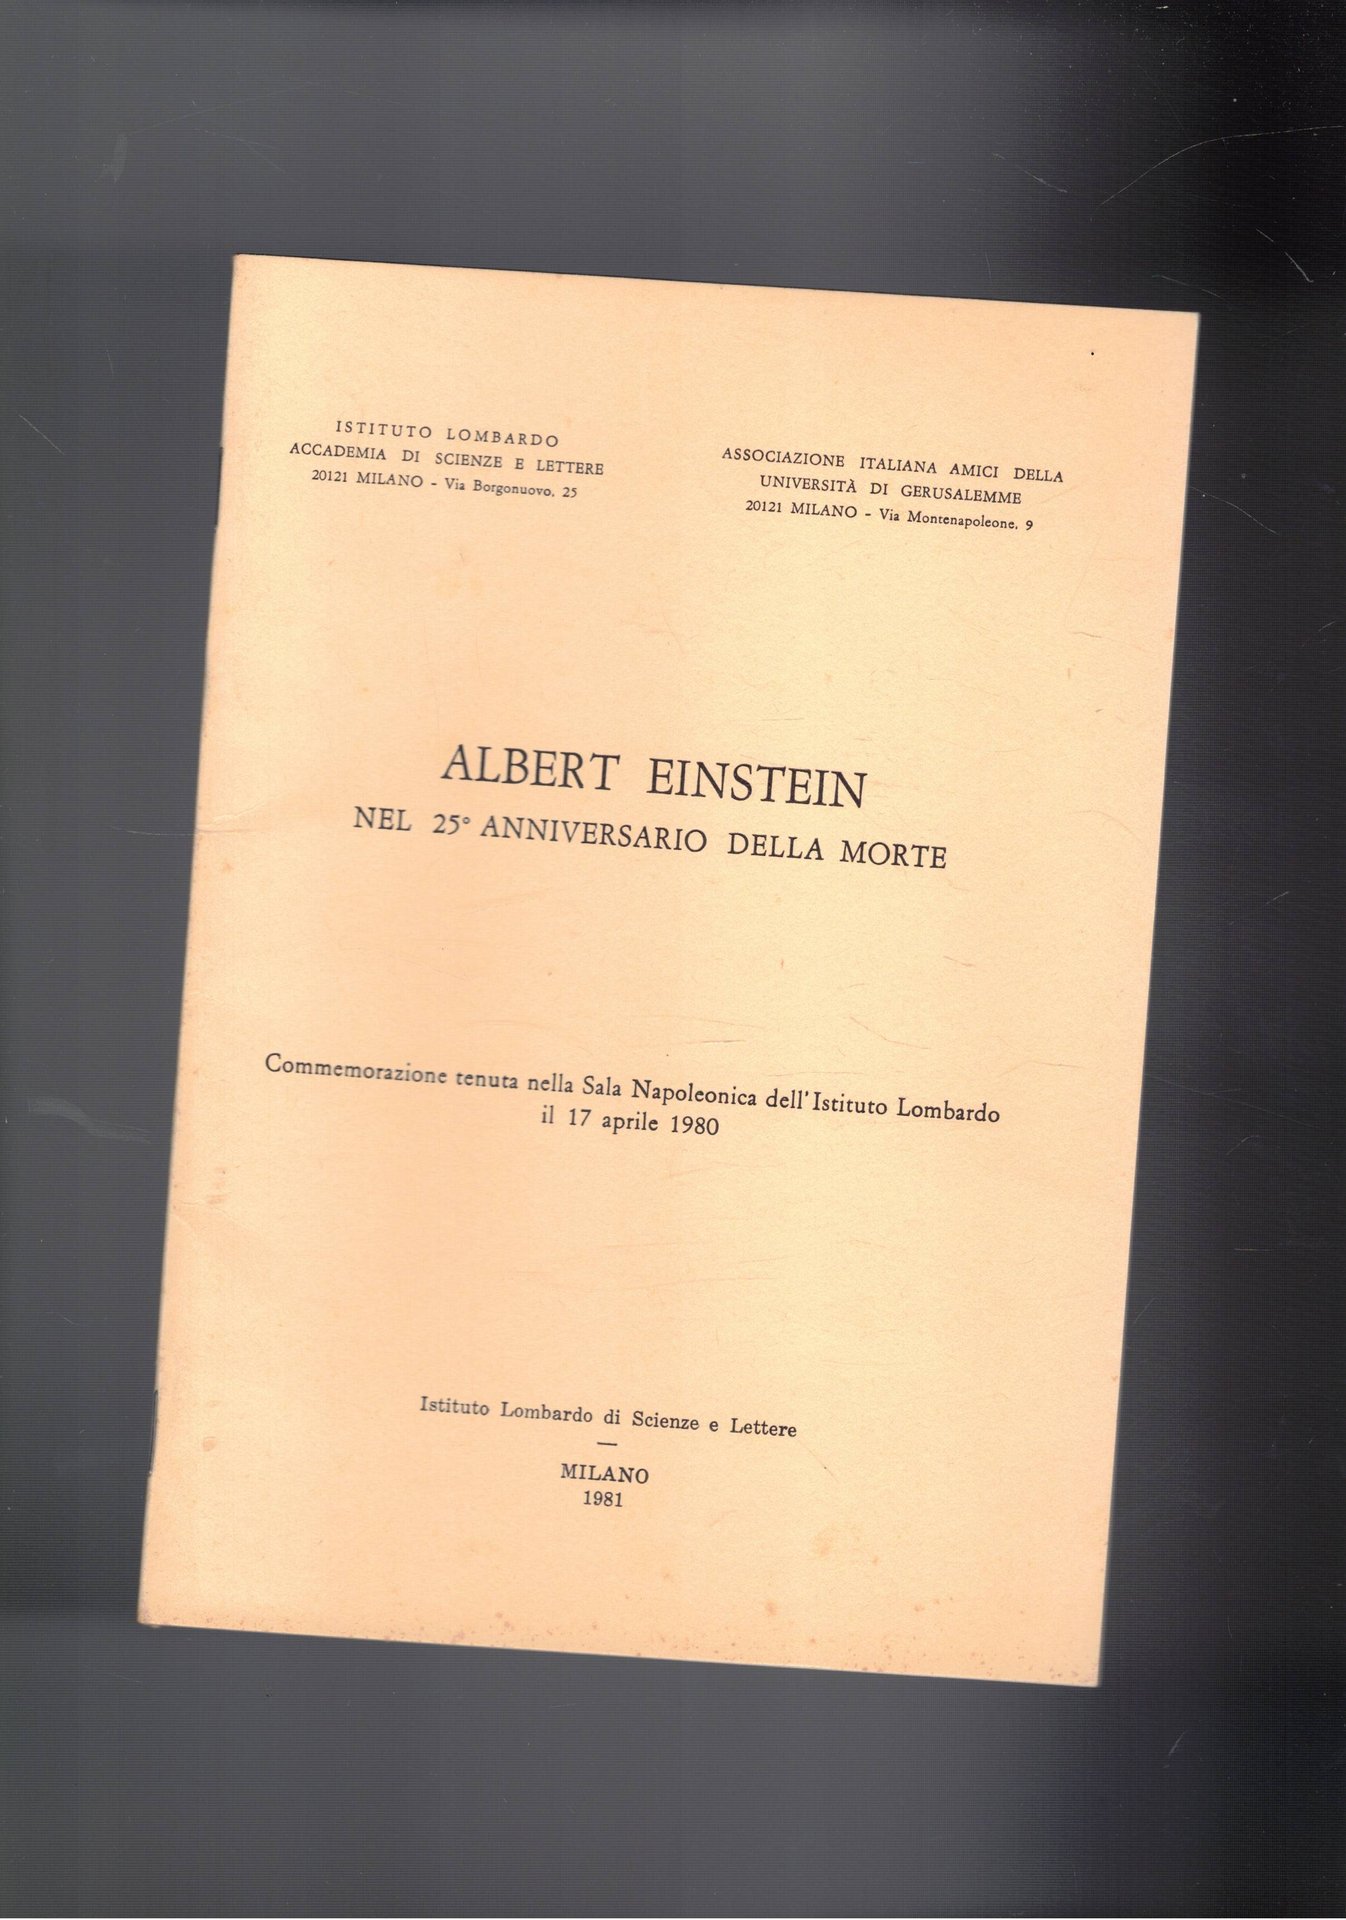 ISTITUTO LOMBARDO
ACCADEMIA DI SCIENZE E LETTERE
20121 MILANO - Via Borgonuovo, 25
ASSOCIAZIONE ITALIANA AMICI DELLA
UNIVERSITÀ DI GERUSALEMME
20121 MILANO - Via Montenapoleone, 9
ALBERT EINSTEIN
NEL 25° ANNIVERSARIO DELLA MORTE
Commemorazione tenuta nella Sala Napoleonica dell'Istituto Lombardo
il 17 aprile 1980
Istituto Lombardo di Scienze e Lettere
—
MILANO
1981